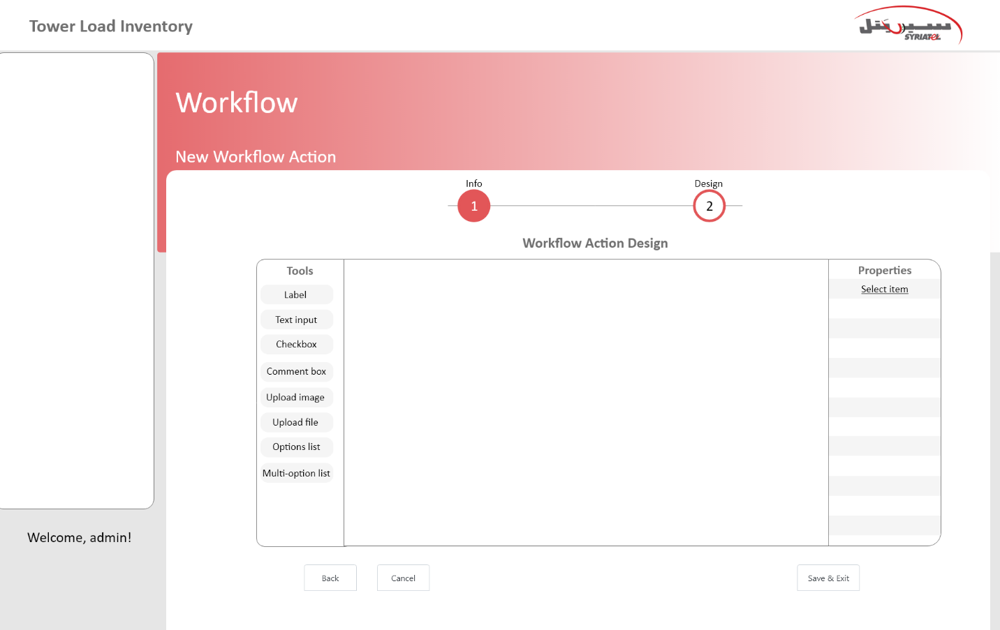 Tower Load Inventory
سيريتل
SYRIATEL
Workflow
New Workflow Action
Info
Design
1
2
Workflow Action Design
Tools
Properties
Label
Select item
Text input
Checkbox
Comment box
Upload image
Upload file
Options list
Multi-option list
Welcome, admin!
Back
Cancel
Save & Exit